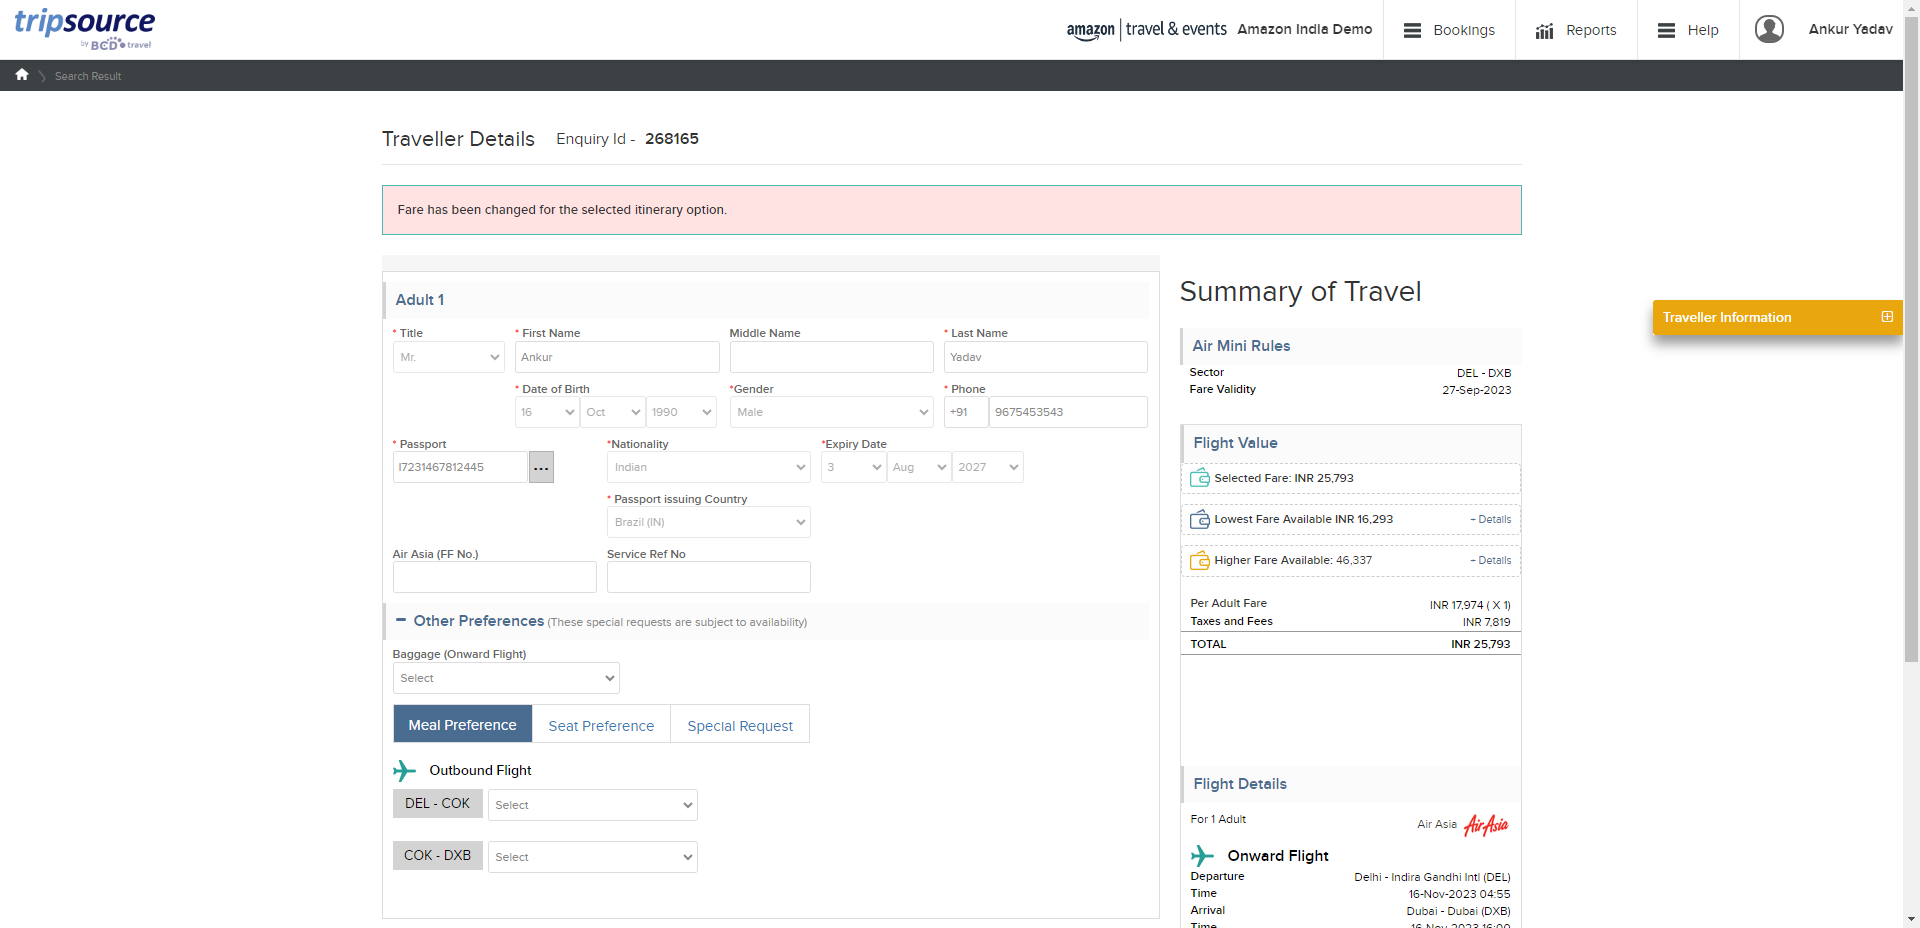 tripsource
by BCD travel
amazon travel & events Amazon India Demo Bookings Reports Help Ankur Yadav
Search Result
Traveller Details Enquiry Id - 268165
Fare has been changed for the selected itinerary option.
Adult 1
* Title * First Name Middle Name * Last Name
Mr. Ankur Yadav
* Date of Birth *Gender * Phone
16 Oct 1990 Male +91 9675453543
* Passport *Nationality *Expiry Date
I7231467812445 ... Indian 3 Aug 2027
* Passport issuing Country
Brazil (IN)
Air Asia (FF No.) Service Ref No
Other Preferences (These special requests are subject to availability)
Baggage (Onward Flight)
Select
Meal Preference Seat Preference Special Request
Outbound Flight
DEL - COK Select
COK - DXB Select
Summary of Travel
Air Mini Rules
Sector DEL - DXB
Fare Validity 27-Sep-2023
Flight Value
Selected Fare: INR 25,793
Lowest Fare Available INR 16,293 + Details
Higher Fare Available: 46,337 + Details
Per Adult Fare INR 17,974 ( X 1)
Taxes and Fees INR 7,819
TOTAL INR 25,793
Flight Details
For 1 Adult Air Asia AirAsia
Onward Flight
Departure Delhi - Indira Gandhi Intl (DEL)
Time 16-Nov-2023 04:55
Arrival Dubai - Dubai (DXB)
Time 16-Nov-2023 16:00
Traveller Information